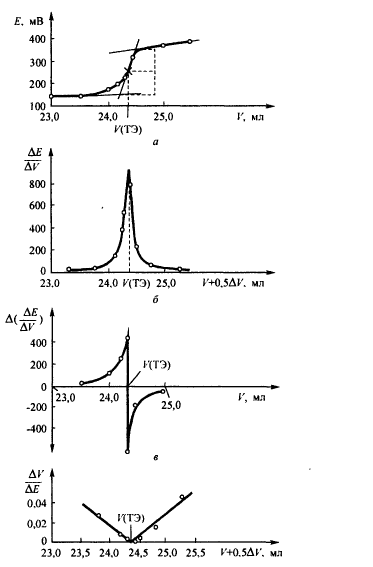 E, мВ
400
300
200
100
23,0
24,0
25,0
V, мл
V(ТЭ)
а
ΔE
ΔV
800
600
400
200
0
23,0
24,0 V(ТЭ) 25,0
V+0,5ΔV, мл
б
Δ(ΔE/ΔV)
400
200
0
-200
-400
V(ТЭ)
23,0
24,0
25,0
V, мл
в
ΔV
ΔE
0.04
0,02
0
V(ТЭ)
23,0 23,5 24,0 24,5 25,0 25,5 V+0.5ΔV, мл